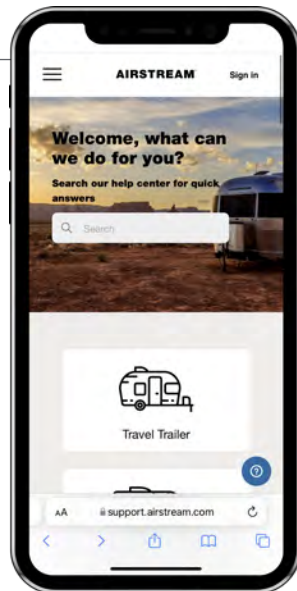 AIRSTREAM
Sign in
Welcome, what can
we do for you?
Search our help center for quick
answers
Search
Travel Trailer
?
AA
support.airstream.com